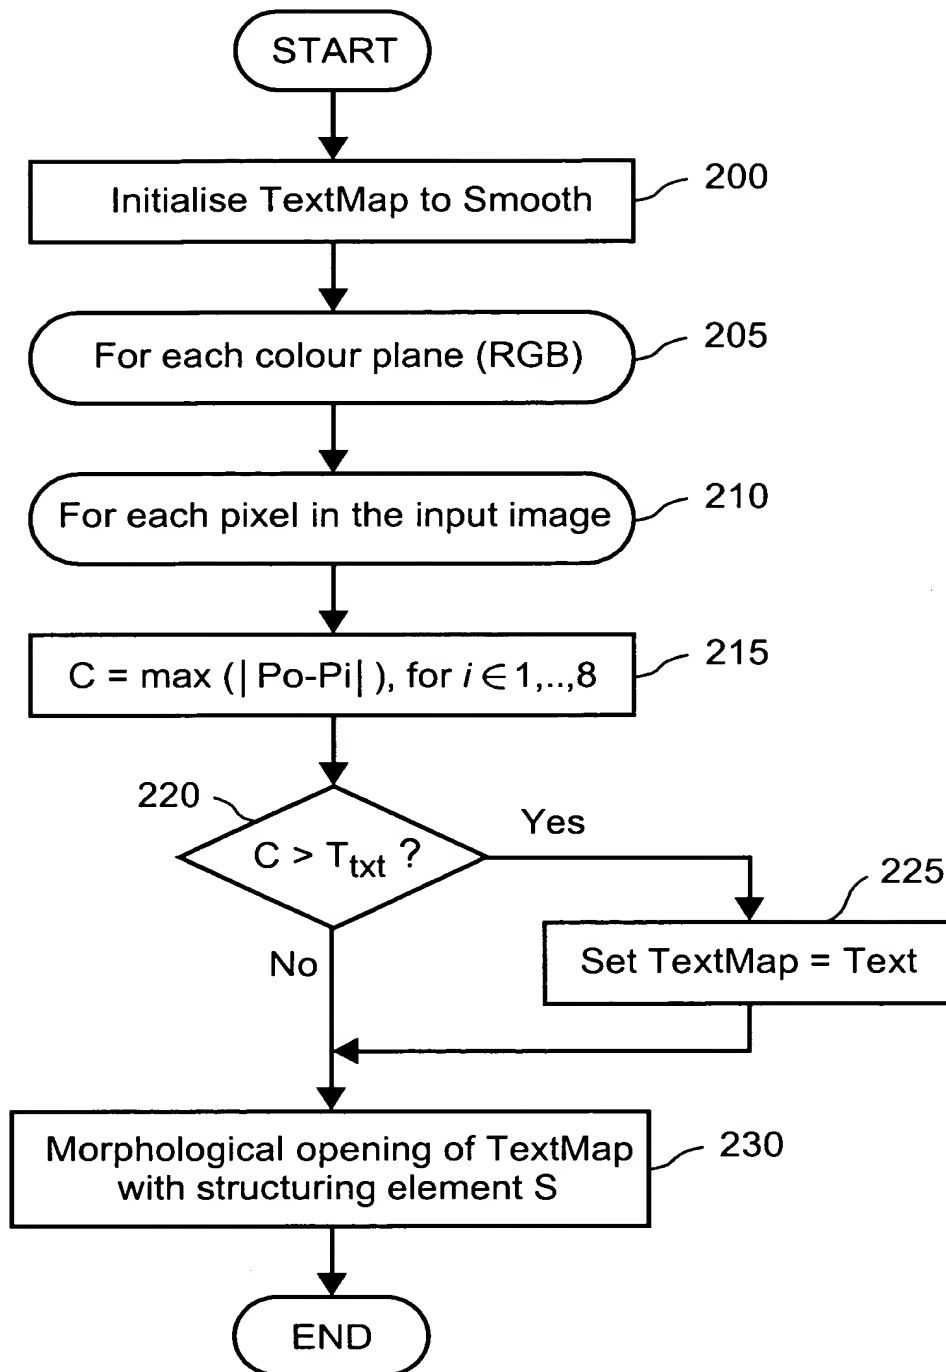 START
Initialise TextMap to Smooth
200
For each colour plane (RGB)
205
For each pixel in the input image
210
C = max (| Po-Pi| ), for i ∈ 1,..,8
215
220
C > Ttxt ?
Yes
225
No
Set TextMap = Text
Morphological opening of TextMap
with structuring element S
230
END